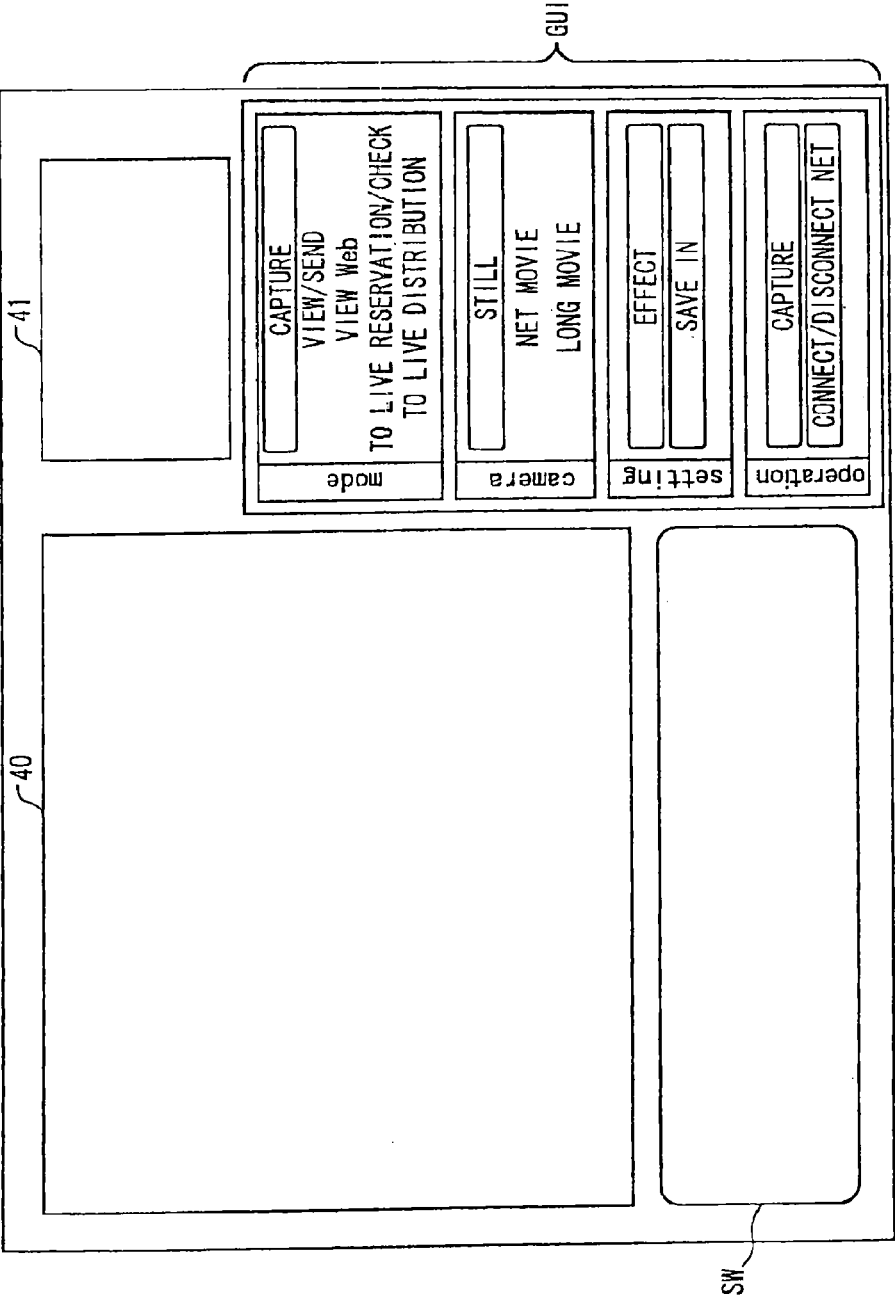 40
41
mode
CAPTURE
VIEW/SEND
VIEW Web
TO LIVE RESERVATION/CHECK
TO LIVE DISTRIBUTION
camera
STILL
NET MOVIE
LONG MOVIE
setting
EFFECT
SAVE IN
operation
CAPTURE
CONNECT/DISCONNECT NET
SW
GUI